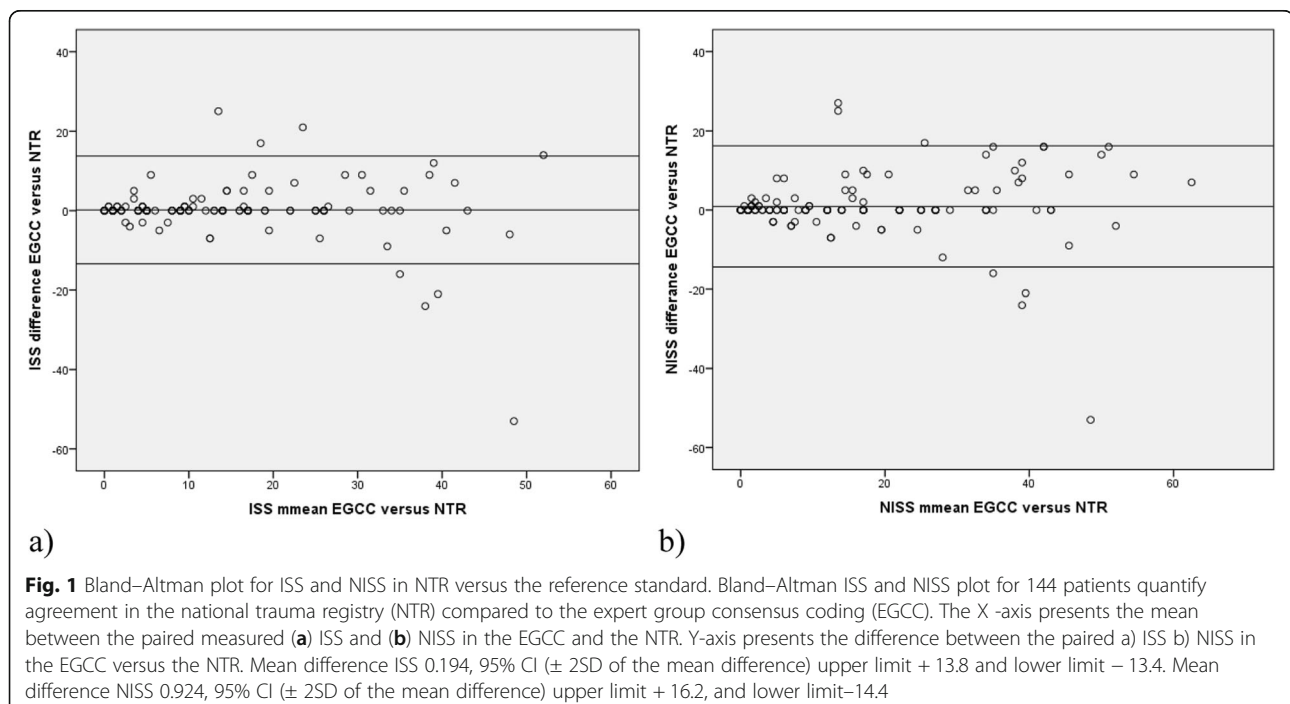 40
20
0
-20
-40
-60
ISS difference EGCC versus NTR
0 10 20 30 40 50 60
ISS mmean EGCC versus NTR
a)
40
20
0
-20
-40
-60
NISS differance EGCC versus NTR
0 20 40 60
NISS mmean EGCC versus NTR
b)
Fig. 1 Bland–Altman plot for ISS and NISS in NTR versus the reference standard. Bland–Altman ISS and NISS plot for 144 patients quantify
agreement in the national trauma registry (NTR) compared to the expert group consensus coding (EGCC). The X -axis presents the mean
between the paired measured (a) ISS and (b) NISS in the EGCC and the NTR. Y-axis presents the difference between the paired a) ISS b) NISS in
the EGCC versus the NTR. Mean difference ISS 0.194, 95% CI (± 2SD of the mean difference) upper limit + 13.8 and lower limit − 13.4. Mean
difference NISS 0.924, 95% CI (± 2SD of the mean difference) upper limit + 16.2, and lower limit–14.4